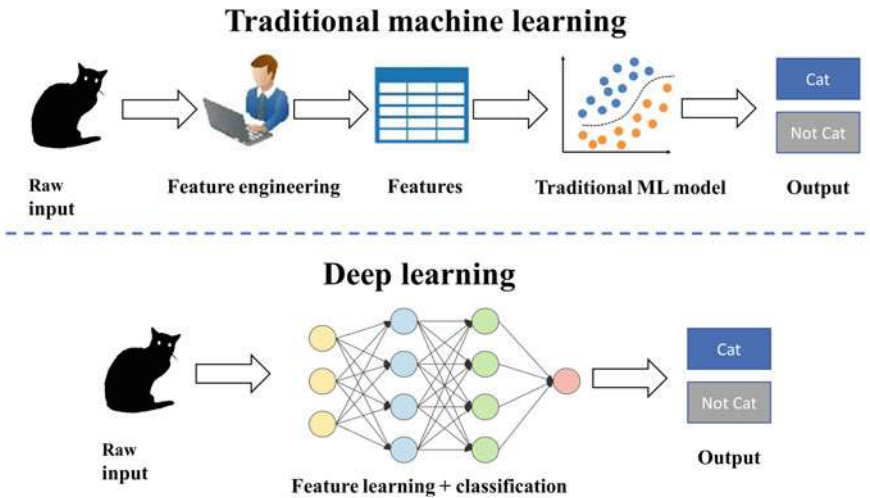 Traditional machine learning
Cat
Not Cat
Raw
input
Feature engineering
Features
Traditional ML model
Output
Deep learning
Cat
Not Cat
Raw
input
Feature learning + classification
Output